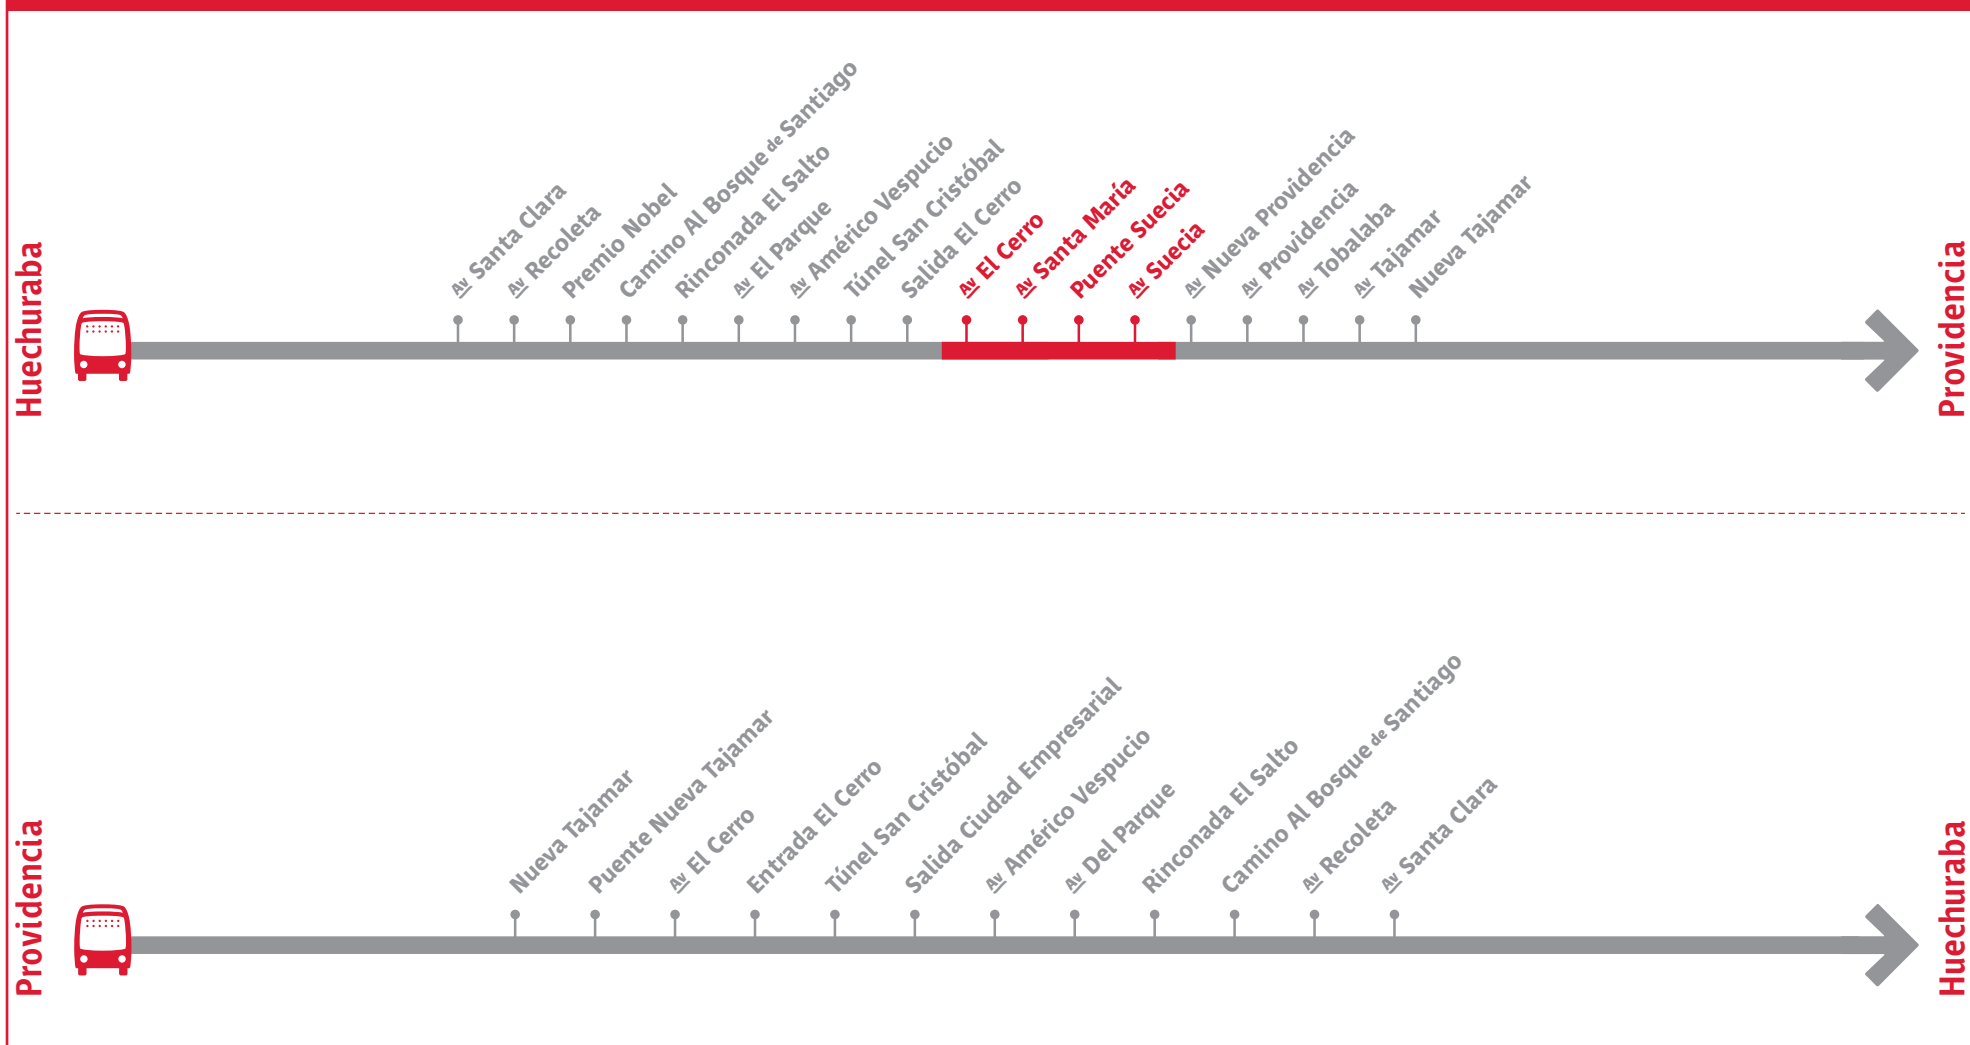 Huechuraba
Av Santa Clara
Av Recoleta
Premio Nobel
Camino Al Bosque de Santiago
Rinconada El Salto
Av El Parque
Av Américo Vespucio
Túnel San Cristóbal
Salida El Cerro
Av El Cerro
Av Santa María
Puente Suecia
Av Suecia
Av Nueva Providencia
Av Providencia
Av Tobalaba
Av Tajamar
Nueva Tajamar
Providencia
Providencia
Nueva Tajamar
Puente Nueva Tajamar
Av El Cerro
Entrada El Cerro
Túnel San Cristóbal
Salida Ciudad Empresarial
Av Américo Vespucio
Av Del Parque
Rinconada El Salto
Camino Al Bosque de Santiago
Av Recoleta
Av Santa Clara
Huechuraba